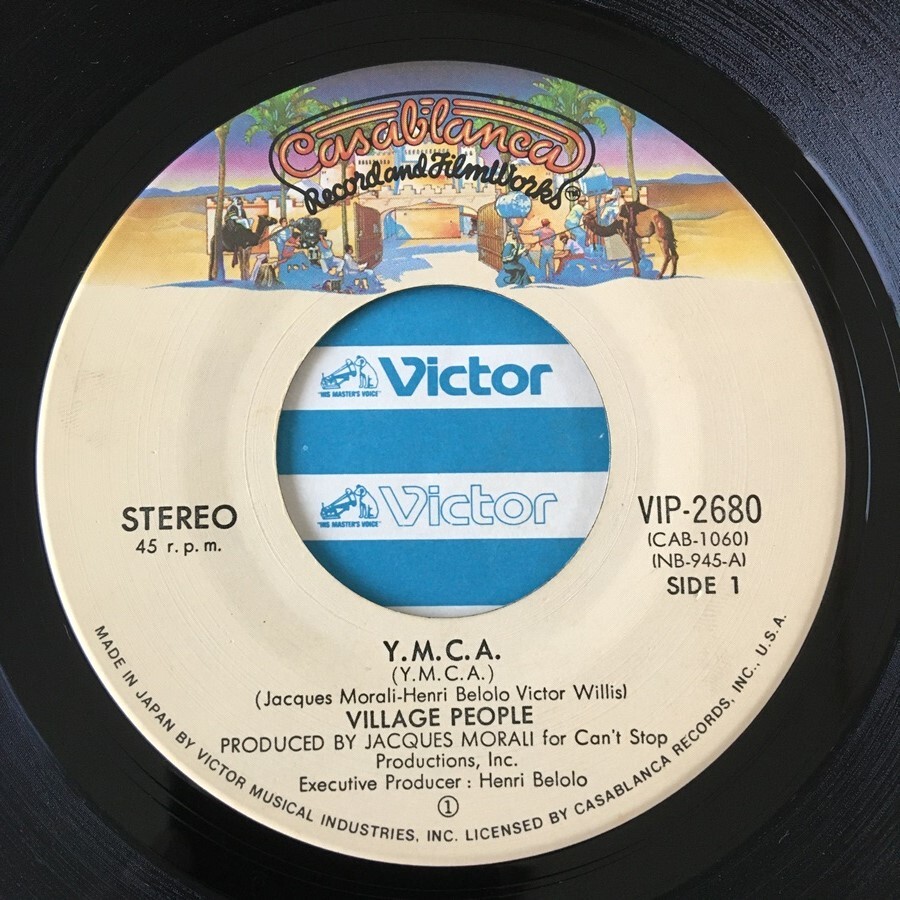 Casablanca
Record and FilmWorks™
"HIS MASTER'S VOICE" Victor
"HIS MASTER'S VOICE" Victor
STEREO
45 r.p.m.
VIP-2680
(CAB-1060)
(NB-945-A)
SIDE 1
Y.M.C.A.
(Y.M.C.A.)
(Jacques Morali-Henri Belolo Victor Willis)
VILLAGE PEOPLE
PRODUCED BY JACQUES MORALI for Can't Stop
Productions, Inc.
Executive Producer : Henri Belolo
①
MADE IN JAPAN BY VICTOR MUSICAL INDUSTRIES, INC. LICENSED BY CASABLANCA RECORDS, INC., U.S.A.